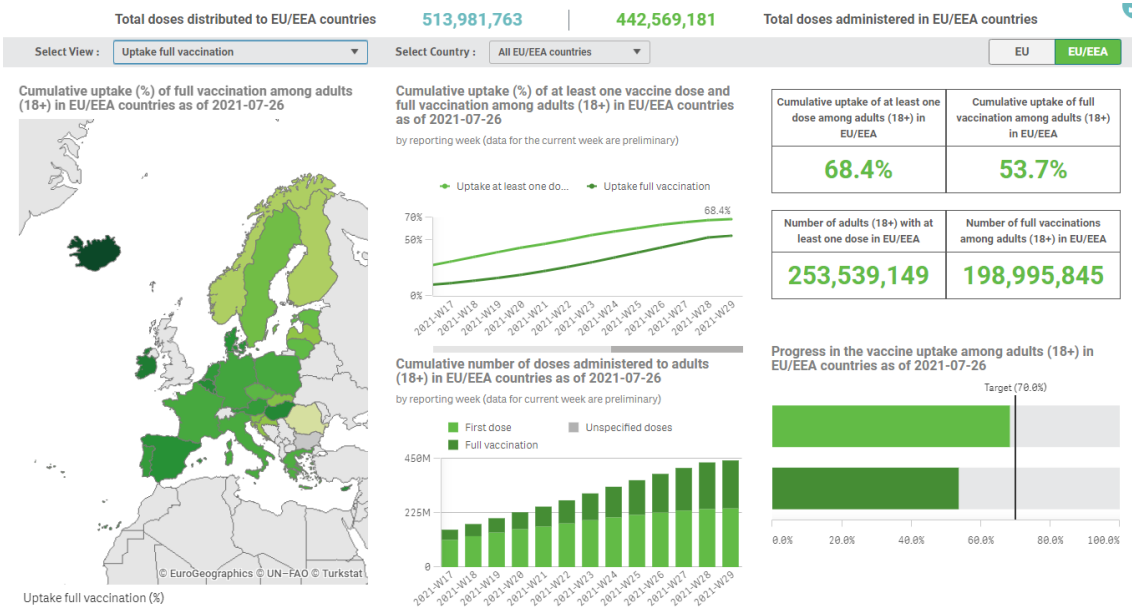 Total doses distributed to EU/EEA countries
513,981,763
442,569,181
Total doses administered in EU/EEA countries
Select View :
Uptake full vaccination
Select Country :
All EU/EEA countries
EU
EU/EEA
Cumulative uptake (%) of full vaccination among adults
(18+) in EU/EEA countries as of 2021-07-26
© EuroGeographics © UN-FAO © Turkstat
Uptake full vaccination (%)
Cumulative uptake (%) of at least one vaccine dose and
full vaccination among adults (18+) in EU/EEA countries
as of 2021-07-26
by reporting week (data for the current week are preliminary)
Uptake at least one do...
Uptake full vaccination
68.4%
70%
50%
0%
2021-W17
2021-W18
2021-W19
2021-W20
2021-W21
2021-W22
2021-W23
2021-W24
2021-W25
2021-W26
2021-W27
2021-W28
2021-W29
Cumulative number of doses administered to adults
(18+) in EU/EEA countries as of 2021-07-26
by reporting week (data for current week are preliminary)
First dose
Unspecified doses
Full vaccination
450M
225M
0
2021-W17
2021-W18
2021-W19
2021-W20
2021-W21
2021-W22
2021-W23
2021-W24
2021-W25
2021-W26
2021-W27
2021-W28
2021-W29
Cumulative uptake of at least one
dose among adults (18+) in
EU/EEA
68.4%
Cumulative uptake of full
vaccination among adults (18+)
in EU/EEA
53.7%
Number of adults (18+) with at
least one dose in EU/EEA
253,539,149
Number of full vaccinations
among adults (18+) in EU/EEA
198,995,845
Progress in the vaccine uptake among adults (18+) in
EU/EEA countries as of 2021-07-26
Target (70.0%)
0.0%
20.0%
40.0%
60.0%
80.0%
100.0%